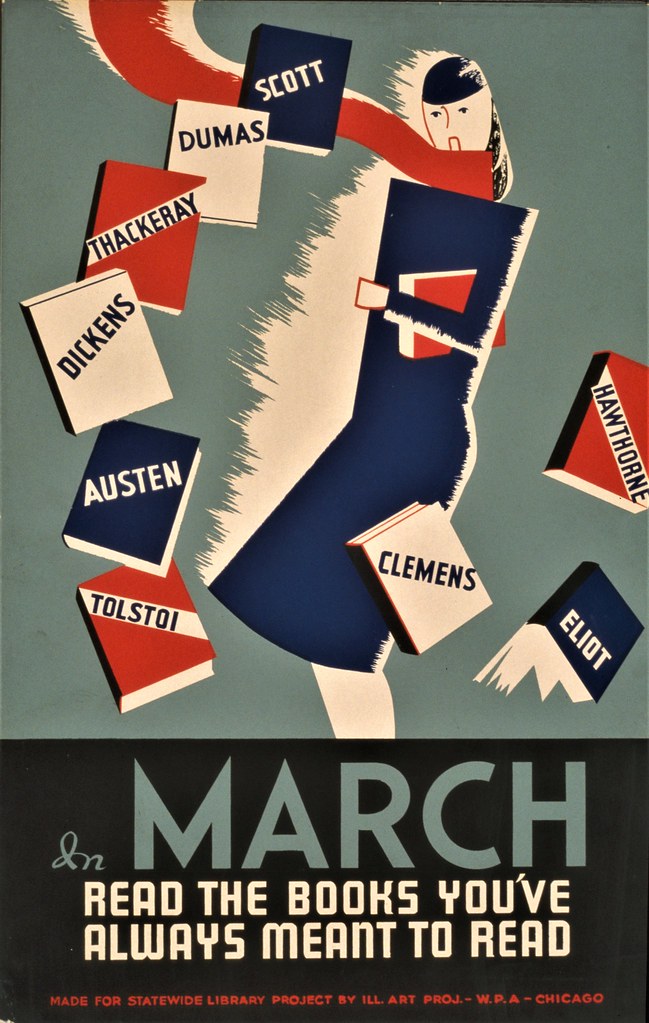 SCOTT
DUMAS
THACKERAY
DICKENS
AUSTEN
TOLSTOI
HAWTHORNE
CLEMENS
ELIOT
In MARCH
READ THE BOOKS YOU'VE
ALWAYS MEANT TO READ
MADE FOR STATEWIDE LIBRARY PROJECT BY ILL. ART PROJ. - W.P.A - CHICAGO